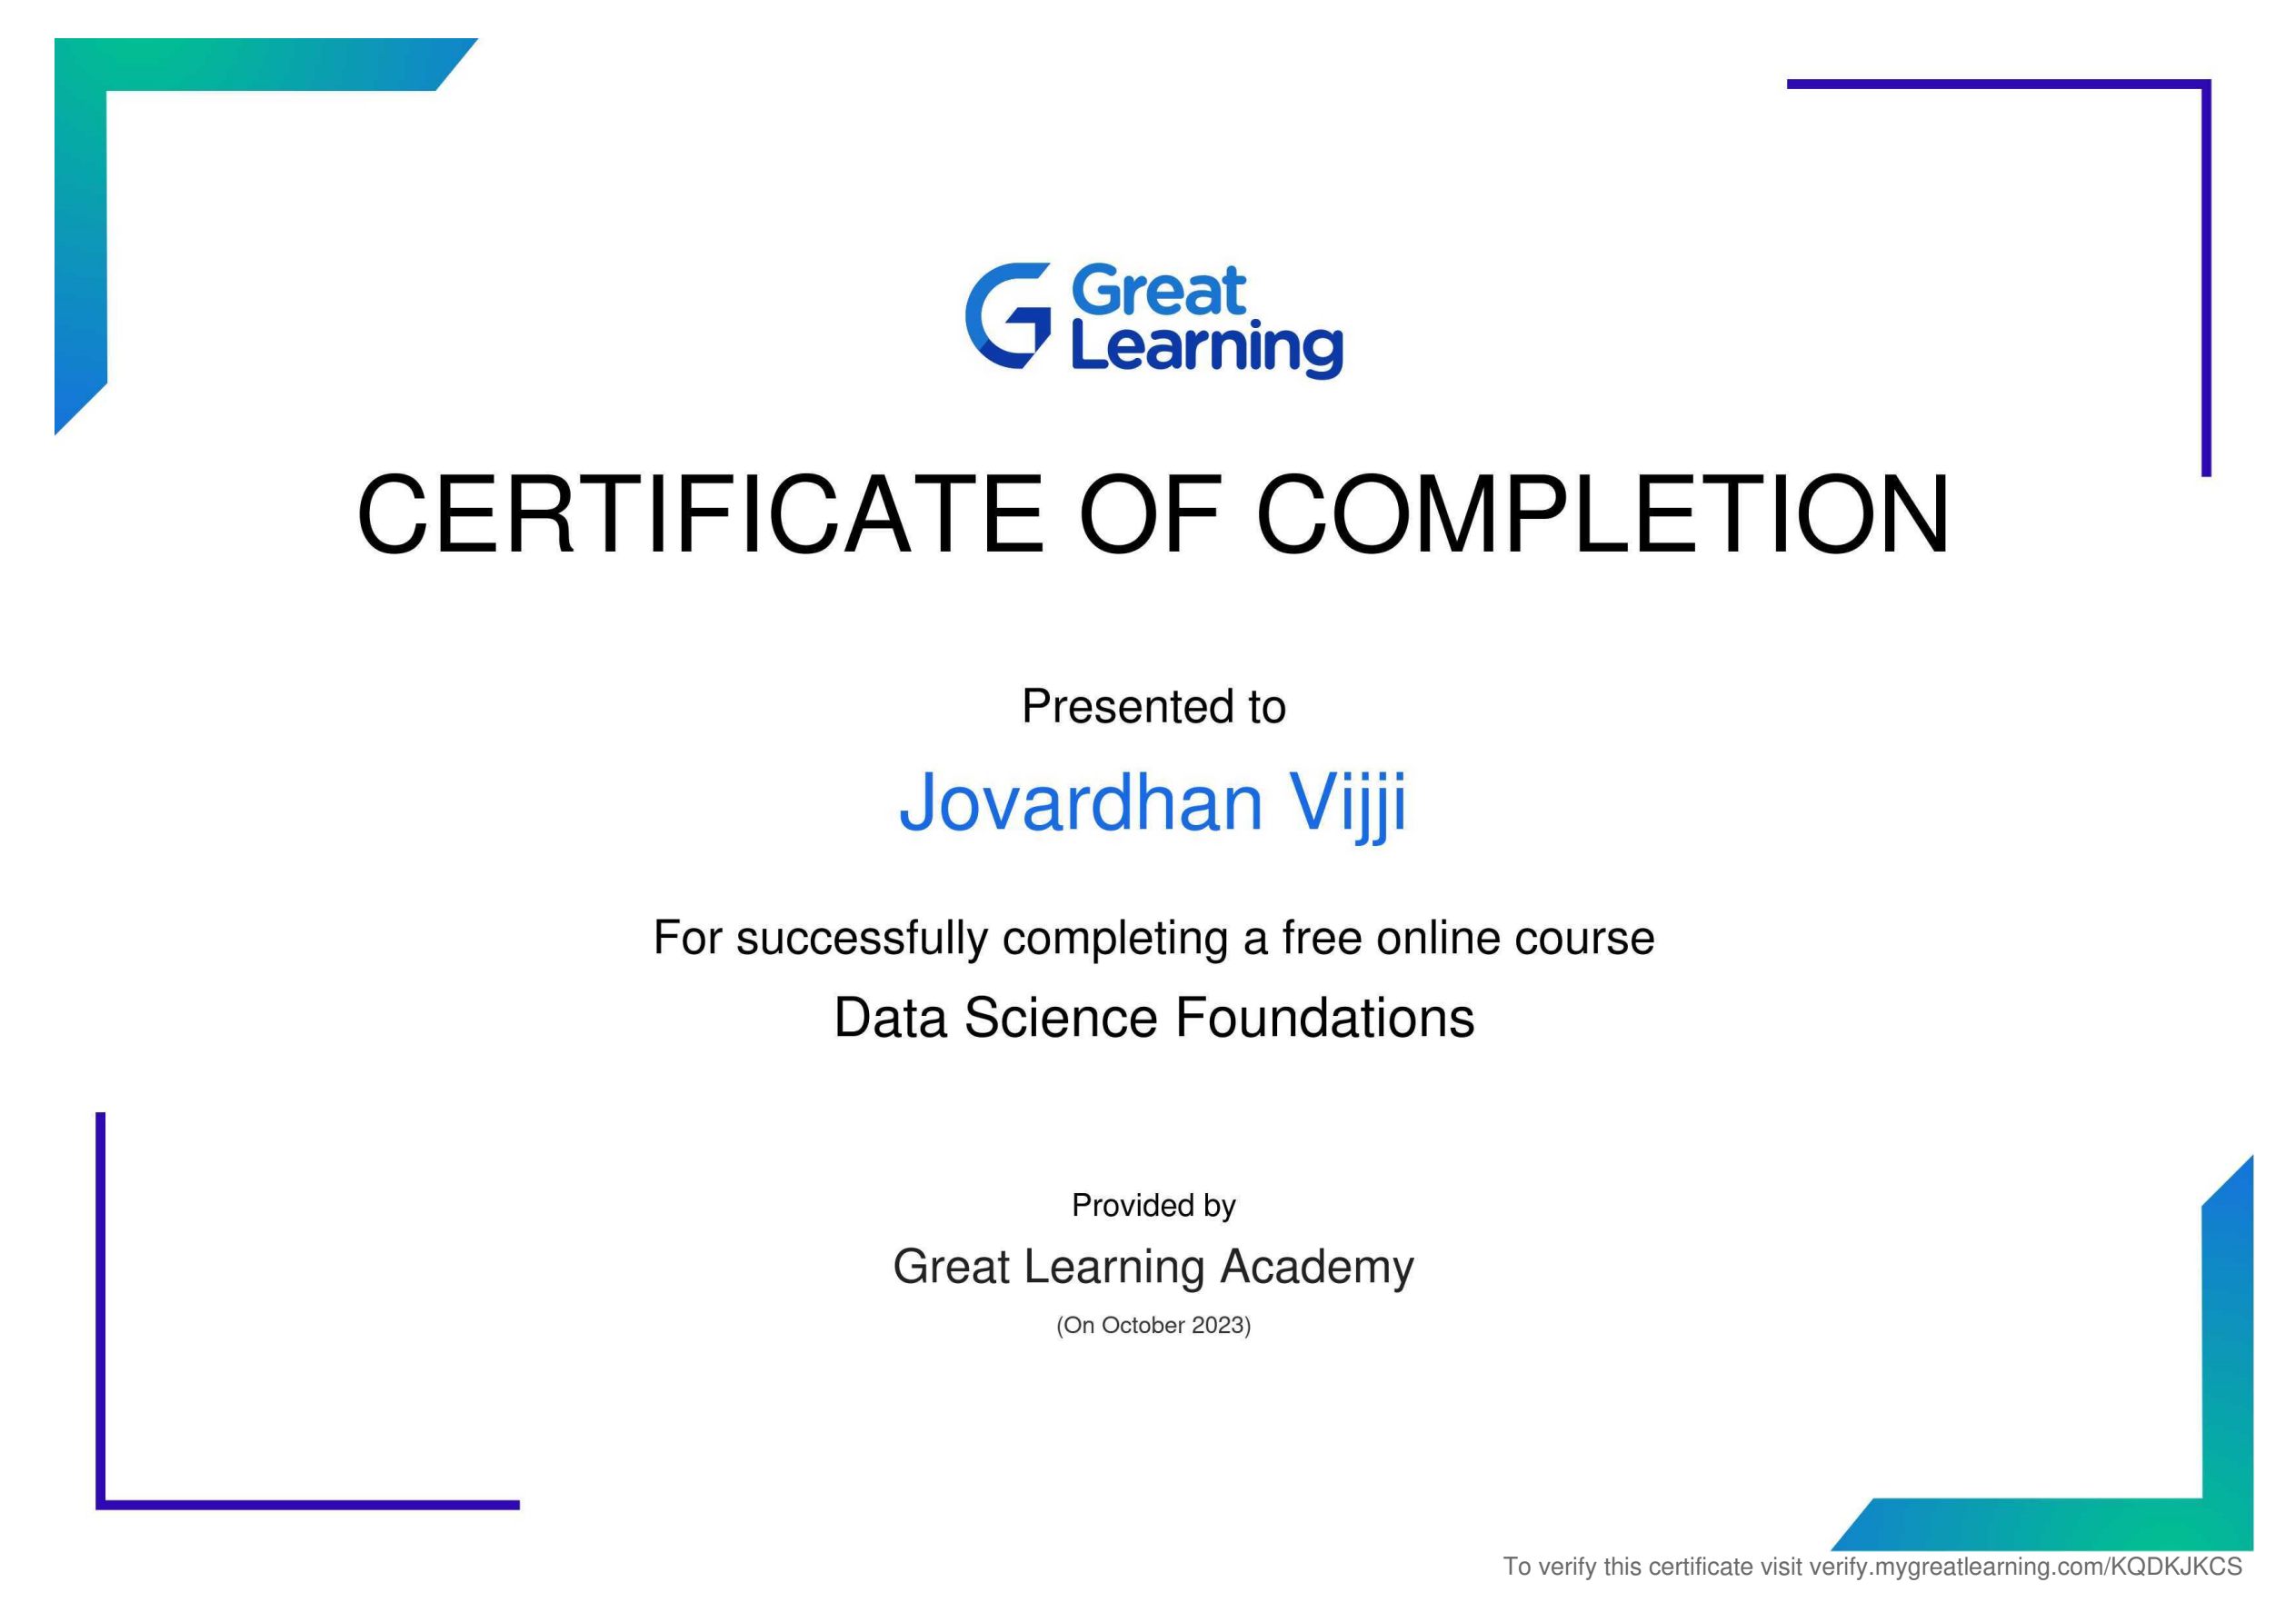 Great
Learning
CERTIFICATE OF COMPLETION
Presented to
Jovardhan Vijji
For successfully completing a free online course
Data Science Foundations
Provided by
Great Learning Academy
(On October 2023)
To verify this certificate visit verify.mygreatlearning.com/KQDKJKCS